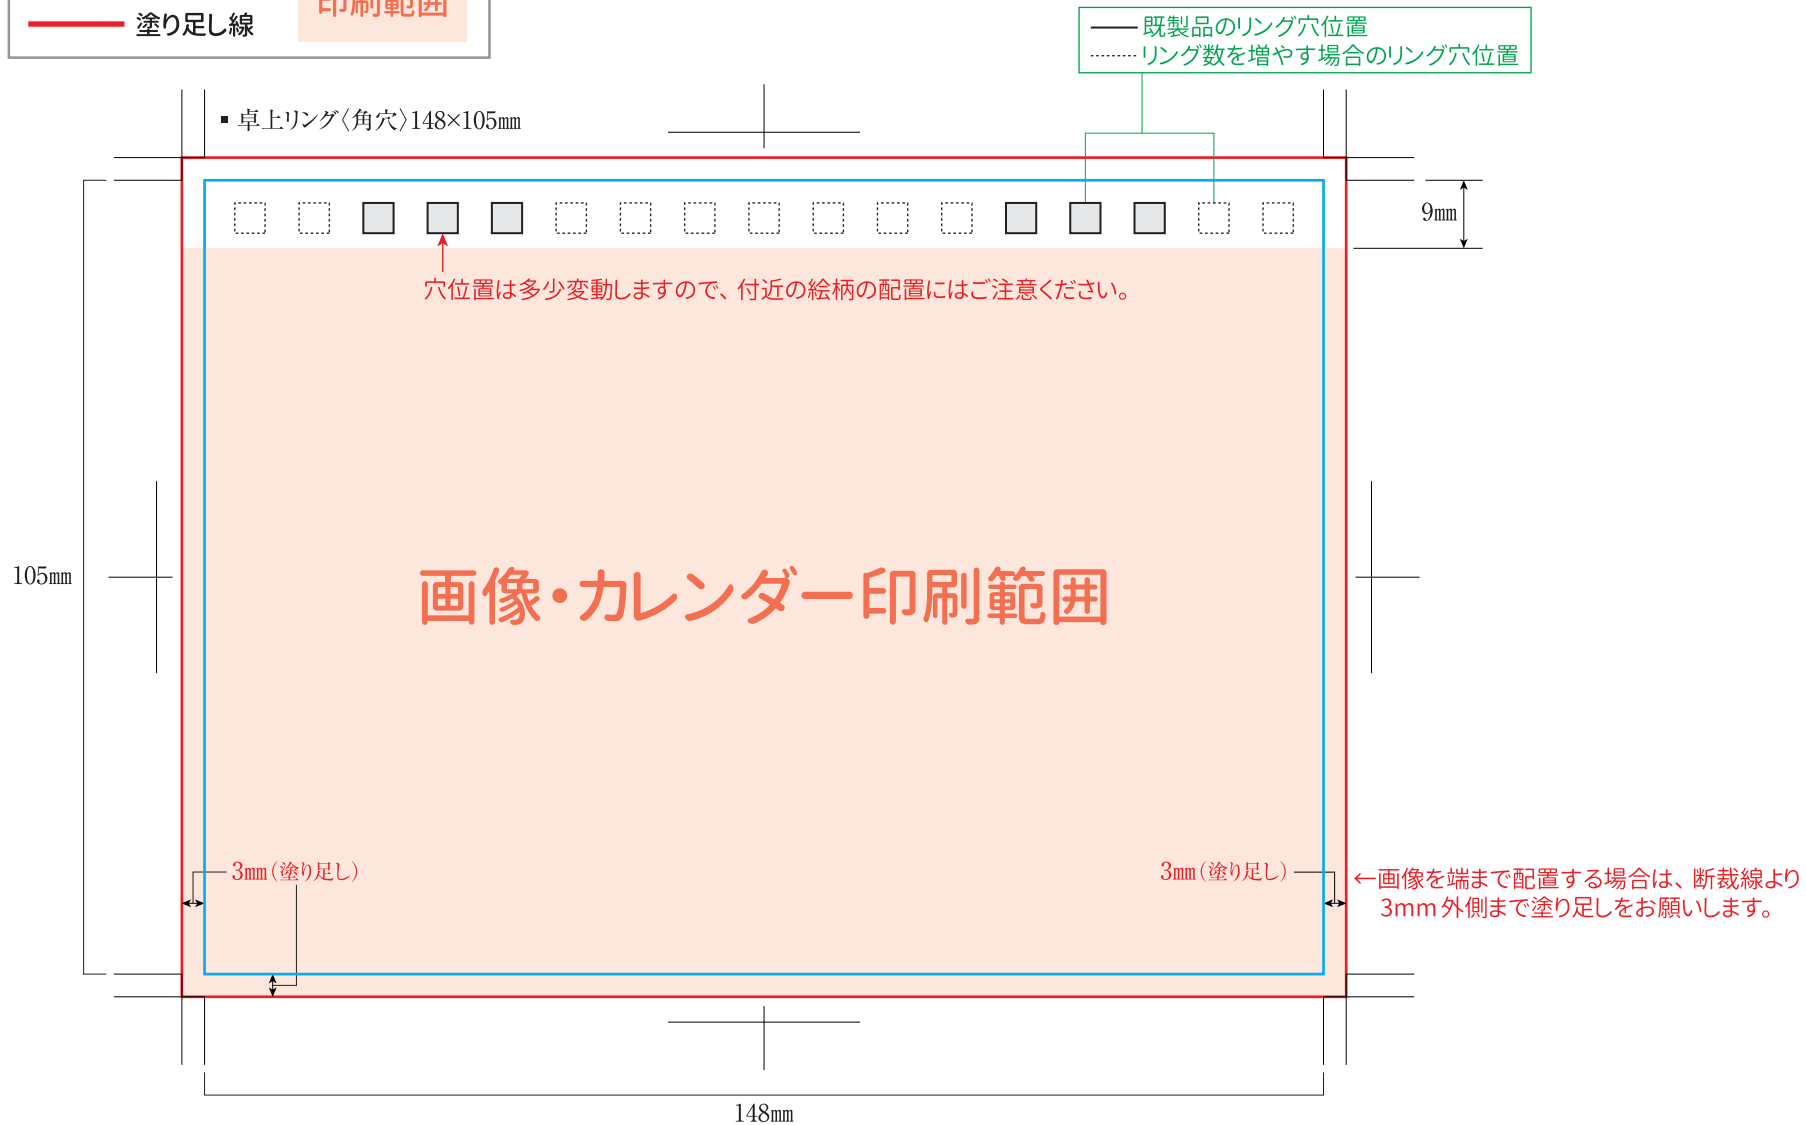 印刷範囲
塗り足し線
既製品のリング穴位置
リング数を増やす場合のリング穴位置
▪ 卓上リング〈角穴〉148×105mm
9mm
穴位置は多少変動しますので、付近の絵柄の配置にはご注意ください。
105mm
画像・カレンダー印刷範囲
3mm（塗り足し）
3mm（塗り足し）
←画像を端まで配置する場合は、断裁線より
3mm 外側まで塗り足しをお願いします。
148mm